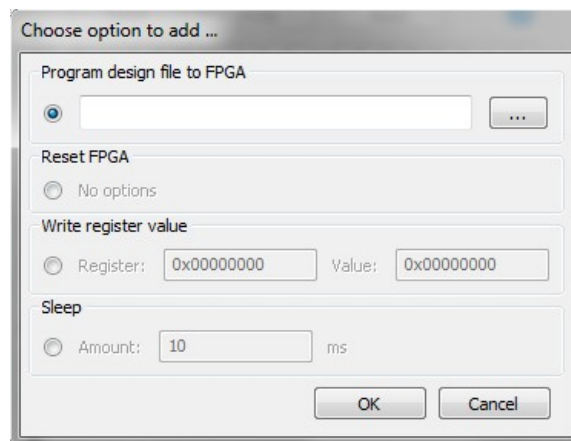 Choose option to add ...
Program design file to FPGA
...
Reset FPGA
No options
Write register value
Register: 0x00000000 Value: 0x00000000
Sleep
Amount: 10 ms
OK Cancel